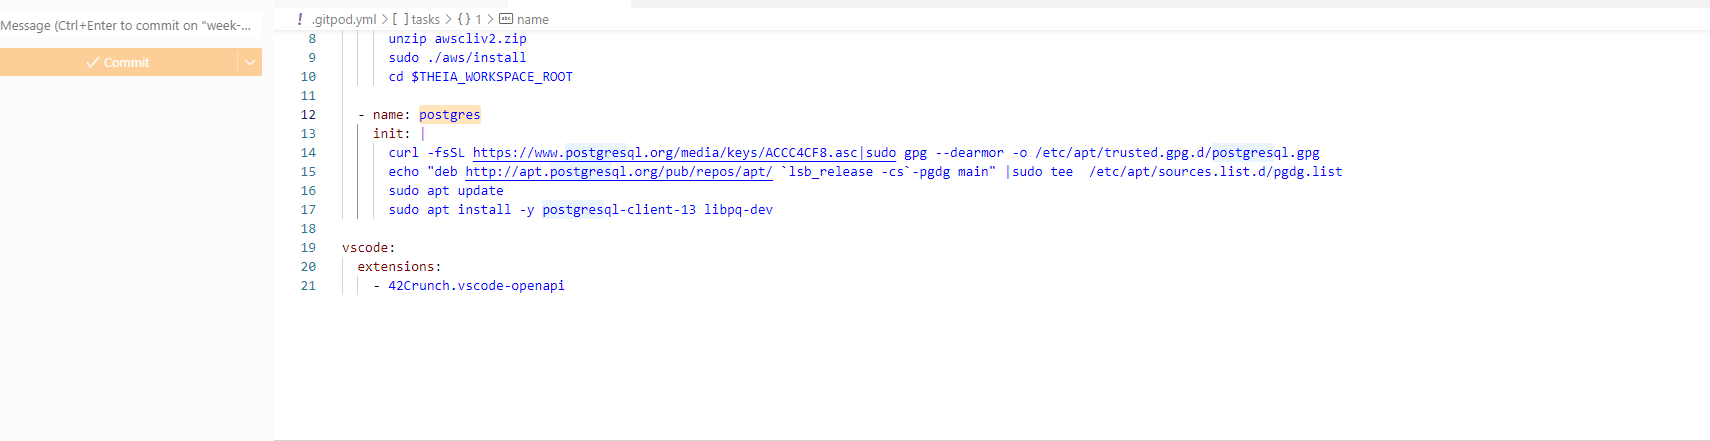 Message (Ctrl+Enter to commit on "week-...
Commit
! .gitpod.yml > [ ] tasks > {} 1 > abc name
8 unzip awscliv2.zip
9 sudo ./aws/install
10 cd $THEIA_WORKSPACE_ROOT
11
12 - name: postgres
13 init: |
14 curl -fsSL https://www.postgresql.org/media/keys/ACCC4CF8.asc|sudo gpg --dearmor -o /etc/apt/trusted.gpg.d/postgresql.gpg
15 echo "deb http://apt.postgresql.org/pub/repos/apt/ `lsb_release -cs`-pgdg main" |sudo tee  /etc/apt/sources.list.d/pgdg.list
16 sudo apt update
17 sudo apt install -y postgresql-client-13 libpq-dev
18
19 vscode:
20 extensions:
21 - 42Crunch.vscode-openapi